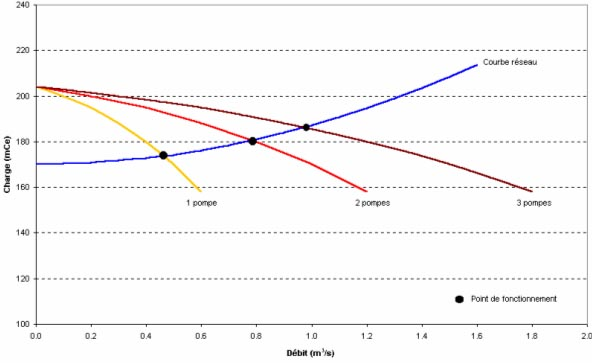 240
220
200
180
160
140
120
100
Charge (mCe)
Courbe réseau
1 pompe
2 pompes
3 pompes
Point de fonctionnement
0.0
0.2
0.4
0.6
0.8
1.0
1.2
1.4
1.6
1.8
2.0
Débit (m³/s)